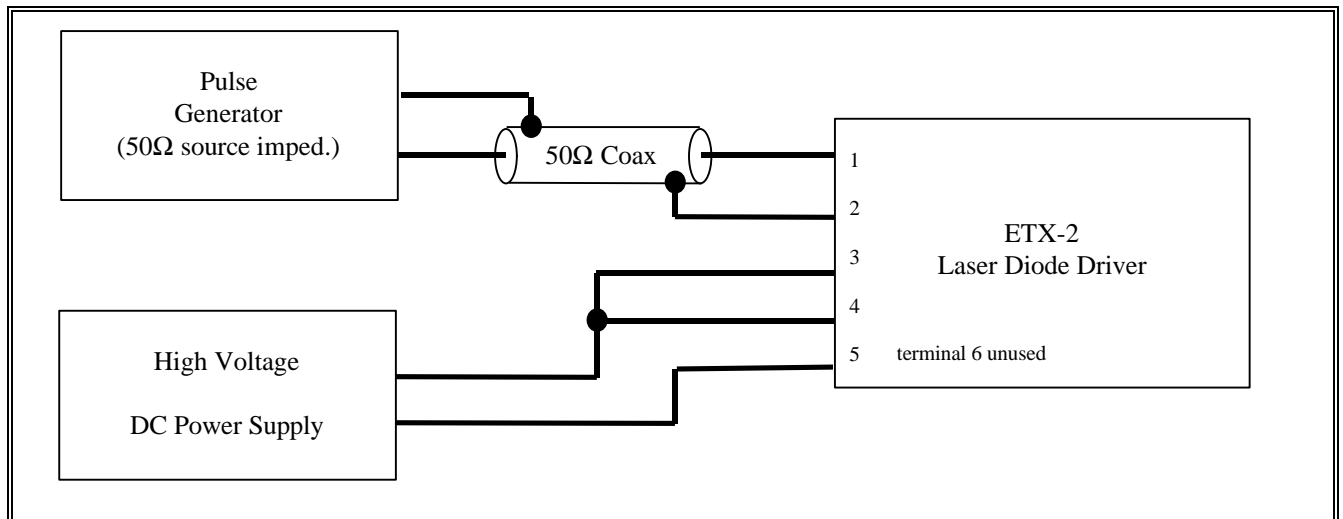 Pulse
Generator
(50Ω source imped.)
50Ω Coax
1
2
3
4
5
terminal 6 unused
ETX-2
Laser Diode Driver
High Voltage
DC Power Supply